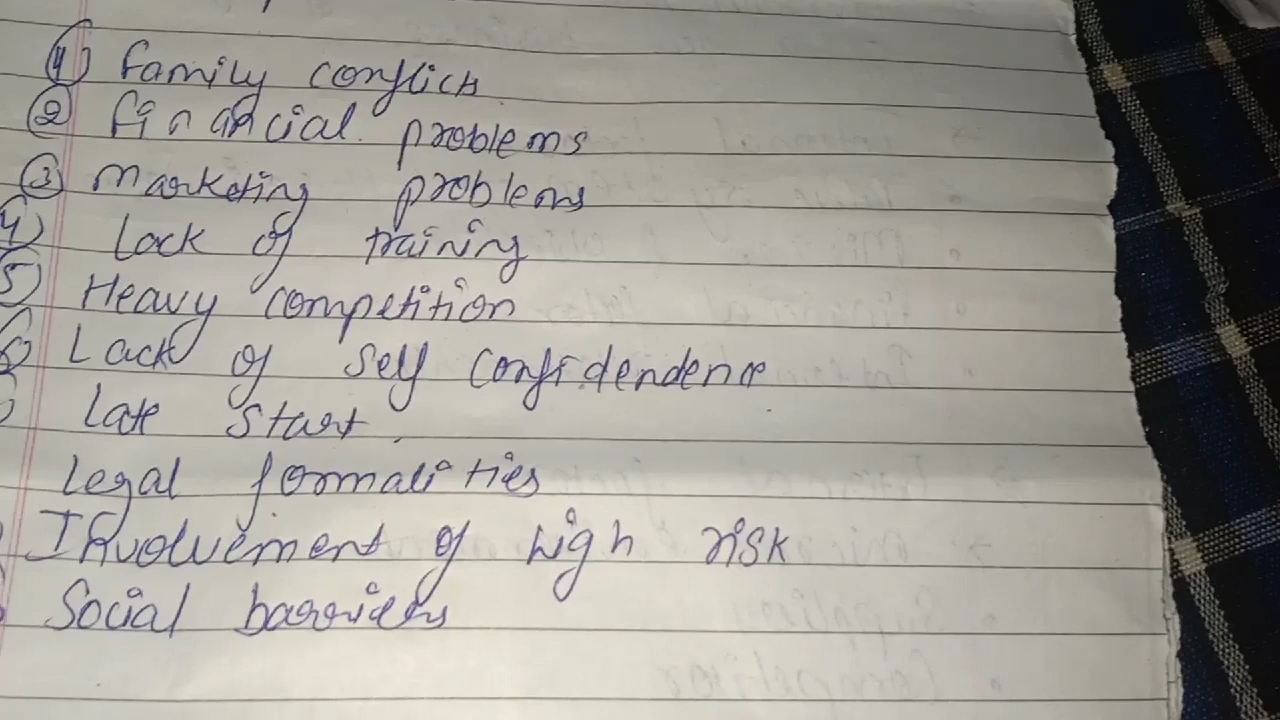 1) Family conflicts
2) Financial problems
3) Marketing problems
4) Lack of training
5) Heavy competition
6) Lack of self confidendence
Late start
Legal formalities
Involvement of high risk
Social barriers